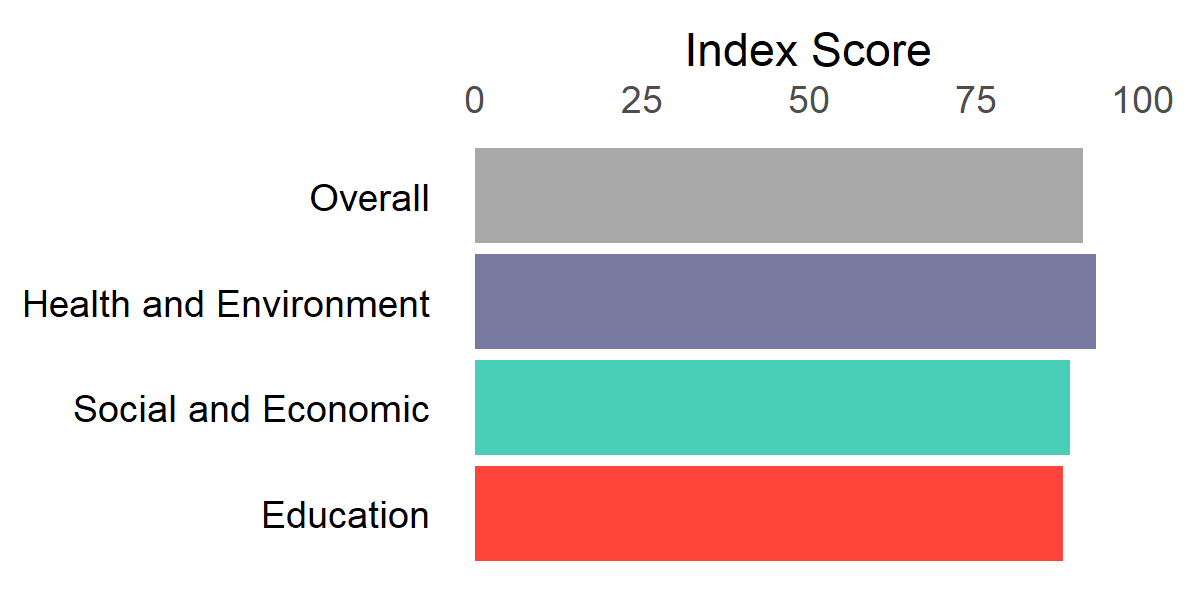 Index Score
0 25 50 75 100
Overall
Health and Environment
Social and Economic
Education